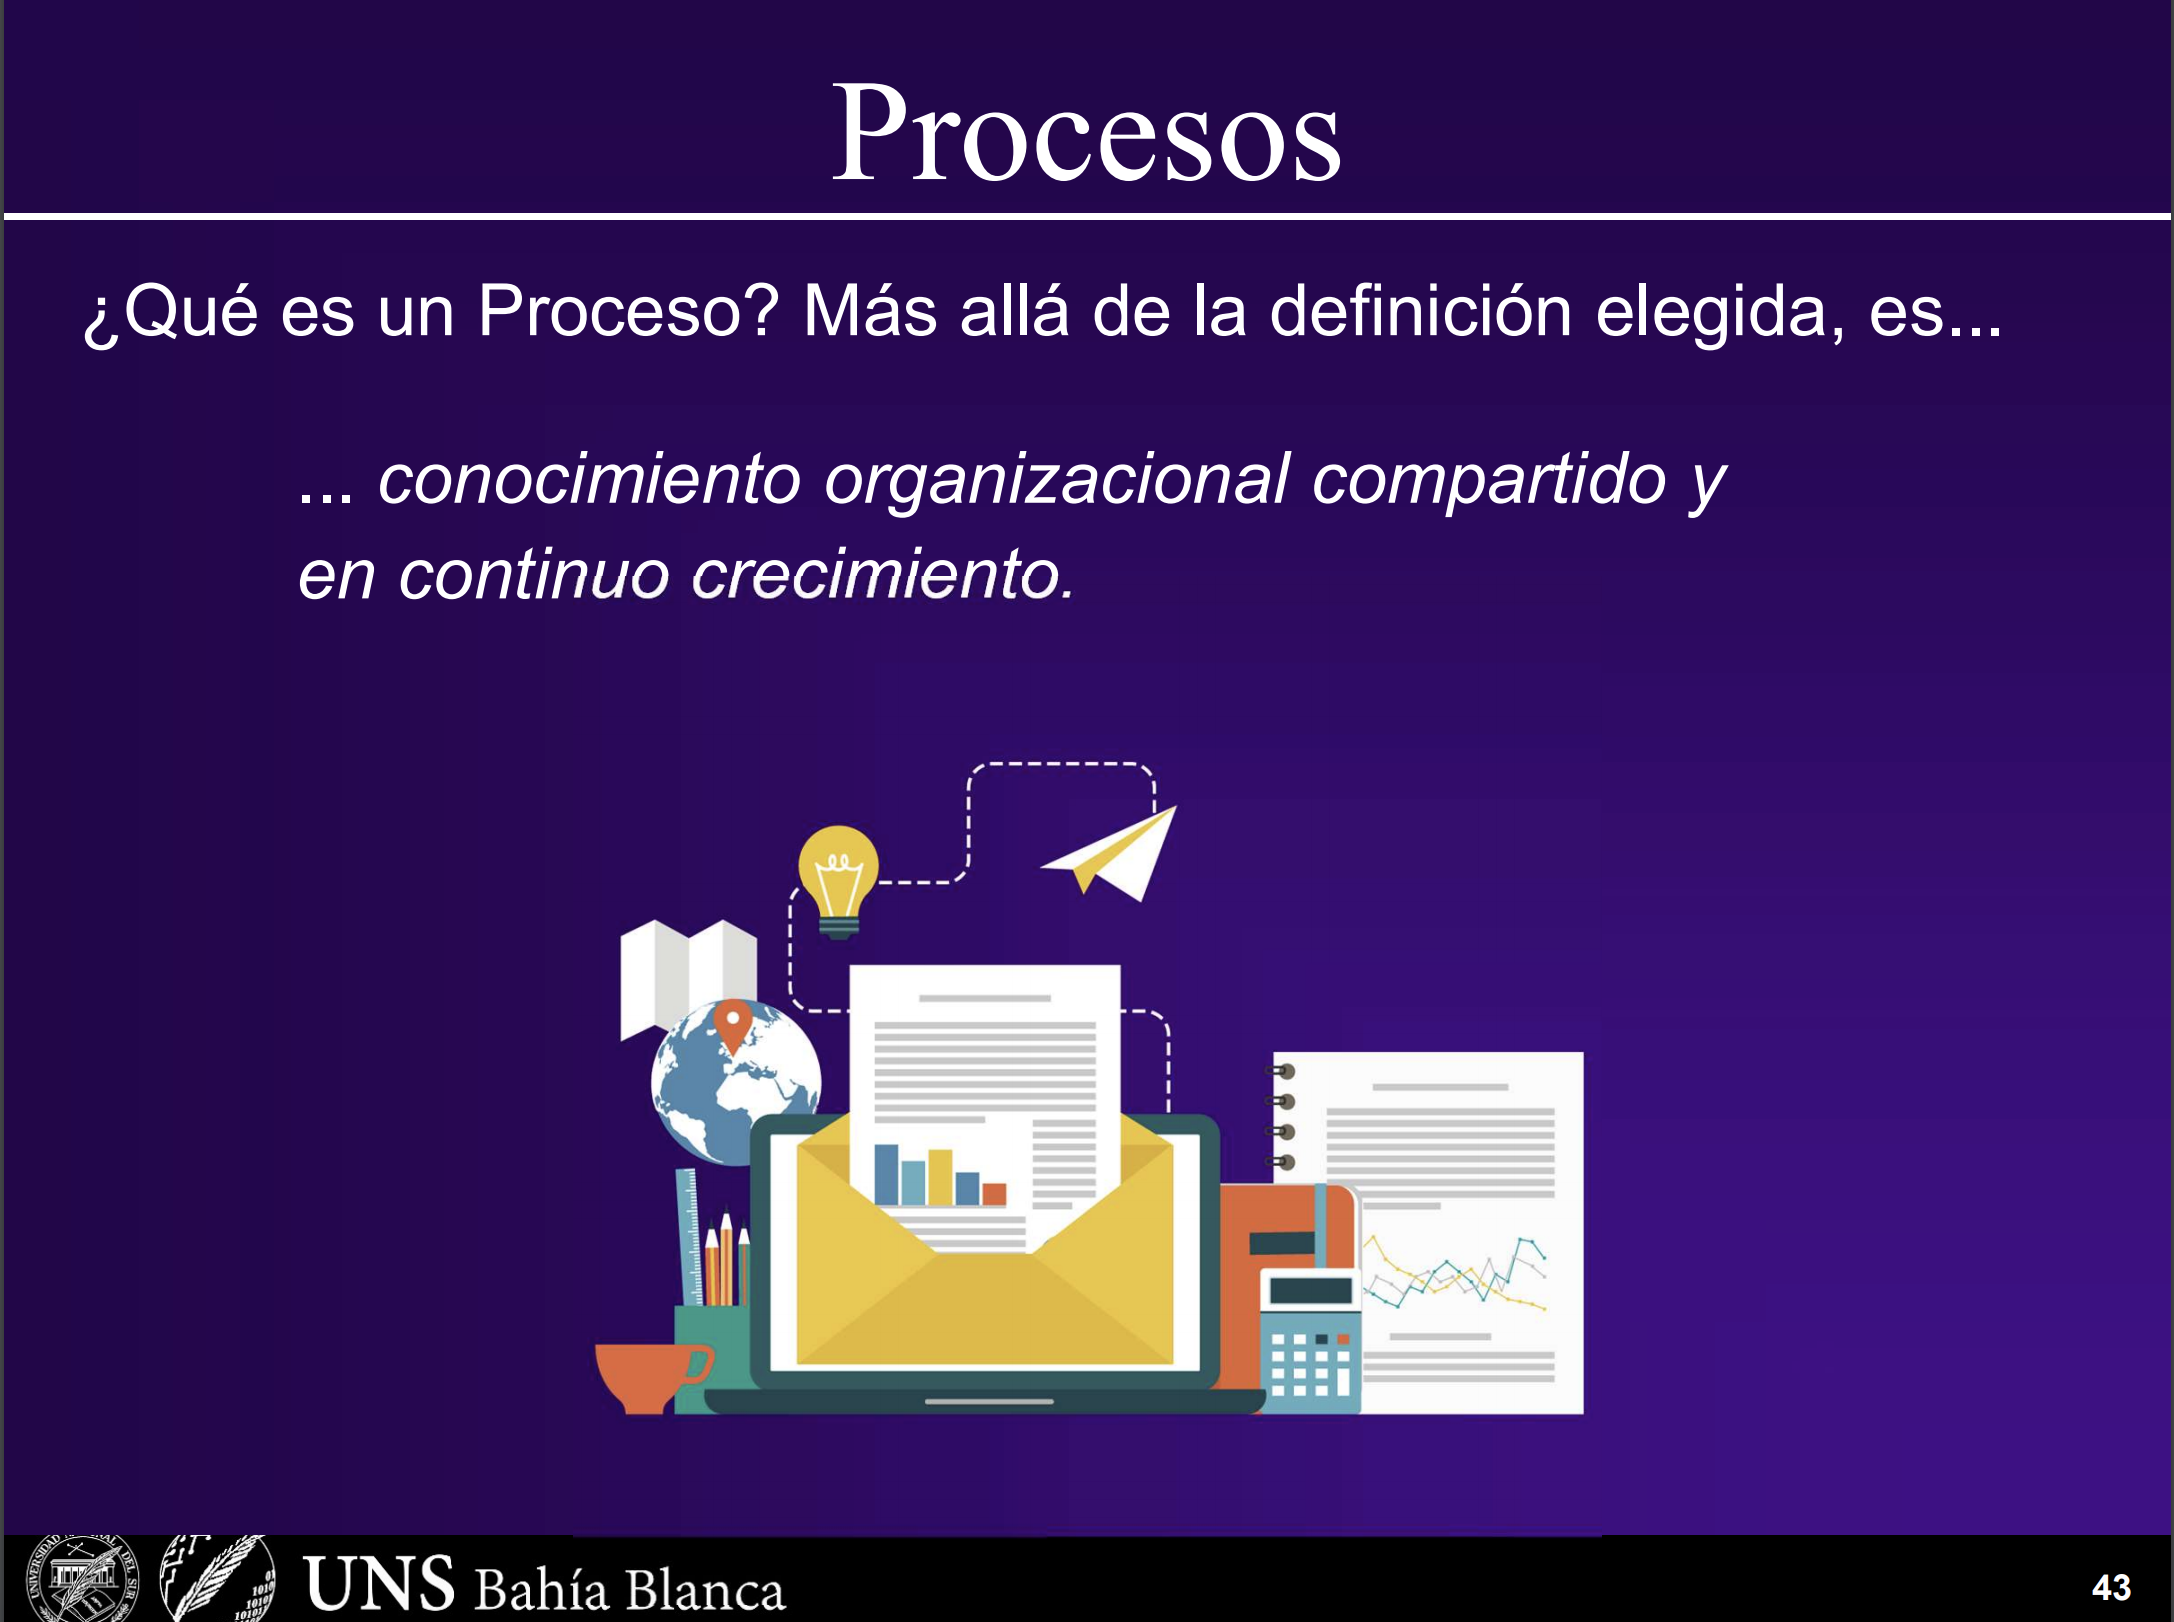 Procesos
¿Qué es un Proceso? Más allá de la definición elegida, es...
... conocimiento organizacional compartido y
en continuo crecimiento.
UNS Bahía Blanca
43